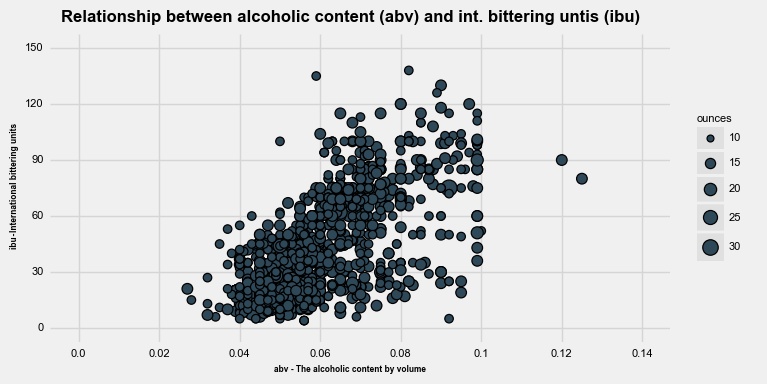 Relationship between alcoholic content (abv) and int. bittering untis (ibu)
150
120
90
60
30
0
ibu-International bittering units
0.0 0.02 0.04 0.06 0.08 0.1 0.12 0.14
abv - The alcoholic content by volume
ounces
10
15
20
25
30